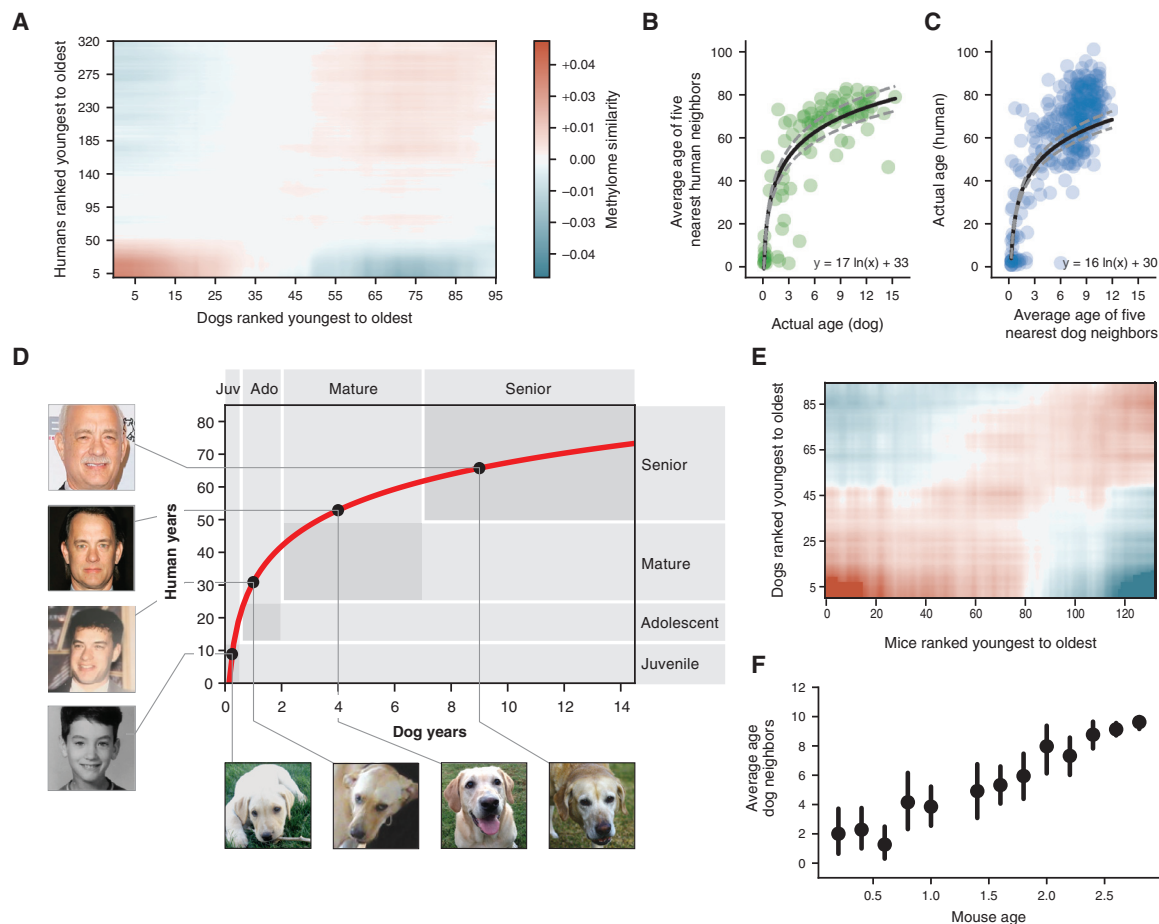 A
Humans ranked youngest to oldest
320
275
230
185
140
95
50
5
5 15 25 35 45 55 65 75 85 95
Dogs ranked youngest to oldest
+0.04
+0.03
+0.01
0.00
−0.01
−0.03
−0.04
Methylome similarity
B
Average age of five
nearest human neighbors
100
80
60
40
20
0
y = 17 ln(x) + 33
0 3 6 9 12 15
Actual age (dog)
C
Actual age (human)
100
80
60
40
20
0
y = 16 ln(x) + 30
0 3 6 9 12 15
Average age of five
nearest dog neighbors
D
Juv Ado Mature Senior
Human years
80
70
60
50
40
30
20
10
0
Senior
Mature
Adolescent
Juvenile
0 2 4 6 8 10 12 14
Dog years
E
Dogs ranked youngest to oldest
85
65
45
25
5
0 20 40 60 80 100 120
Mice ranked youngest to oldest
F
Average age
dog neighbors
12
10
8
6
4
2
0
0.5 1.0 1.5 2.0 2.5
Mouse age